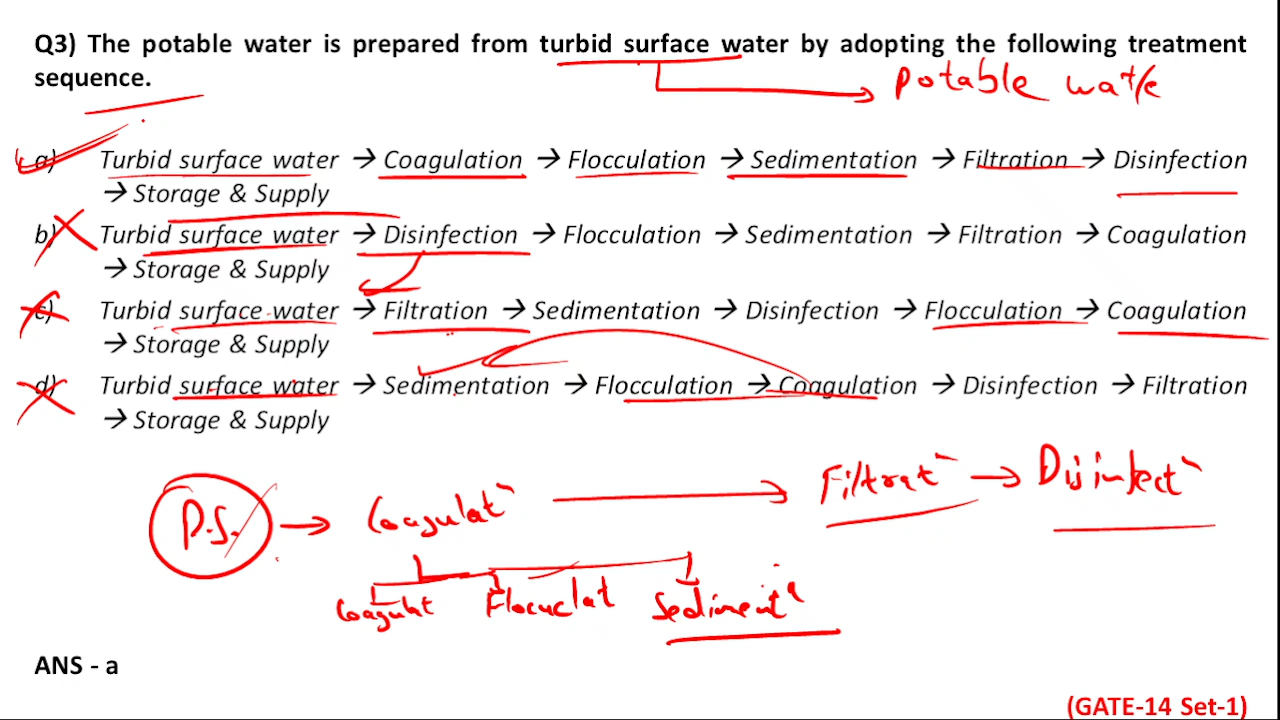 Q3) The potable water is prepared from turbid surface water by adopting the following treatment
sequence.
Potable wate
a) Turbid surface water → Coagulation → Flocculation → Sedimentation → Filtration → Disinfection
→ Storage & Supply
b) Turbid surface water → Disinfection → Flocculation → Sedimentation → Filtration → Coagulation
→ Storage & Supply
c) Turbid surface water → Filtration → Sedimentation → Disinfection → Flocculation → Coagulation
→ Storage & Supply
d) Turbid surface water → Sedimentation → Flocculation → Coagulation → Disinfection → Filtration
→ Storage & Supply
P.S. → Coagulat → Filtrat → Disinfect
Coagulat Flocuclat Sediment
ANS - a
(GATE-14 Set-1)